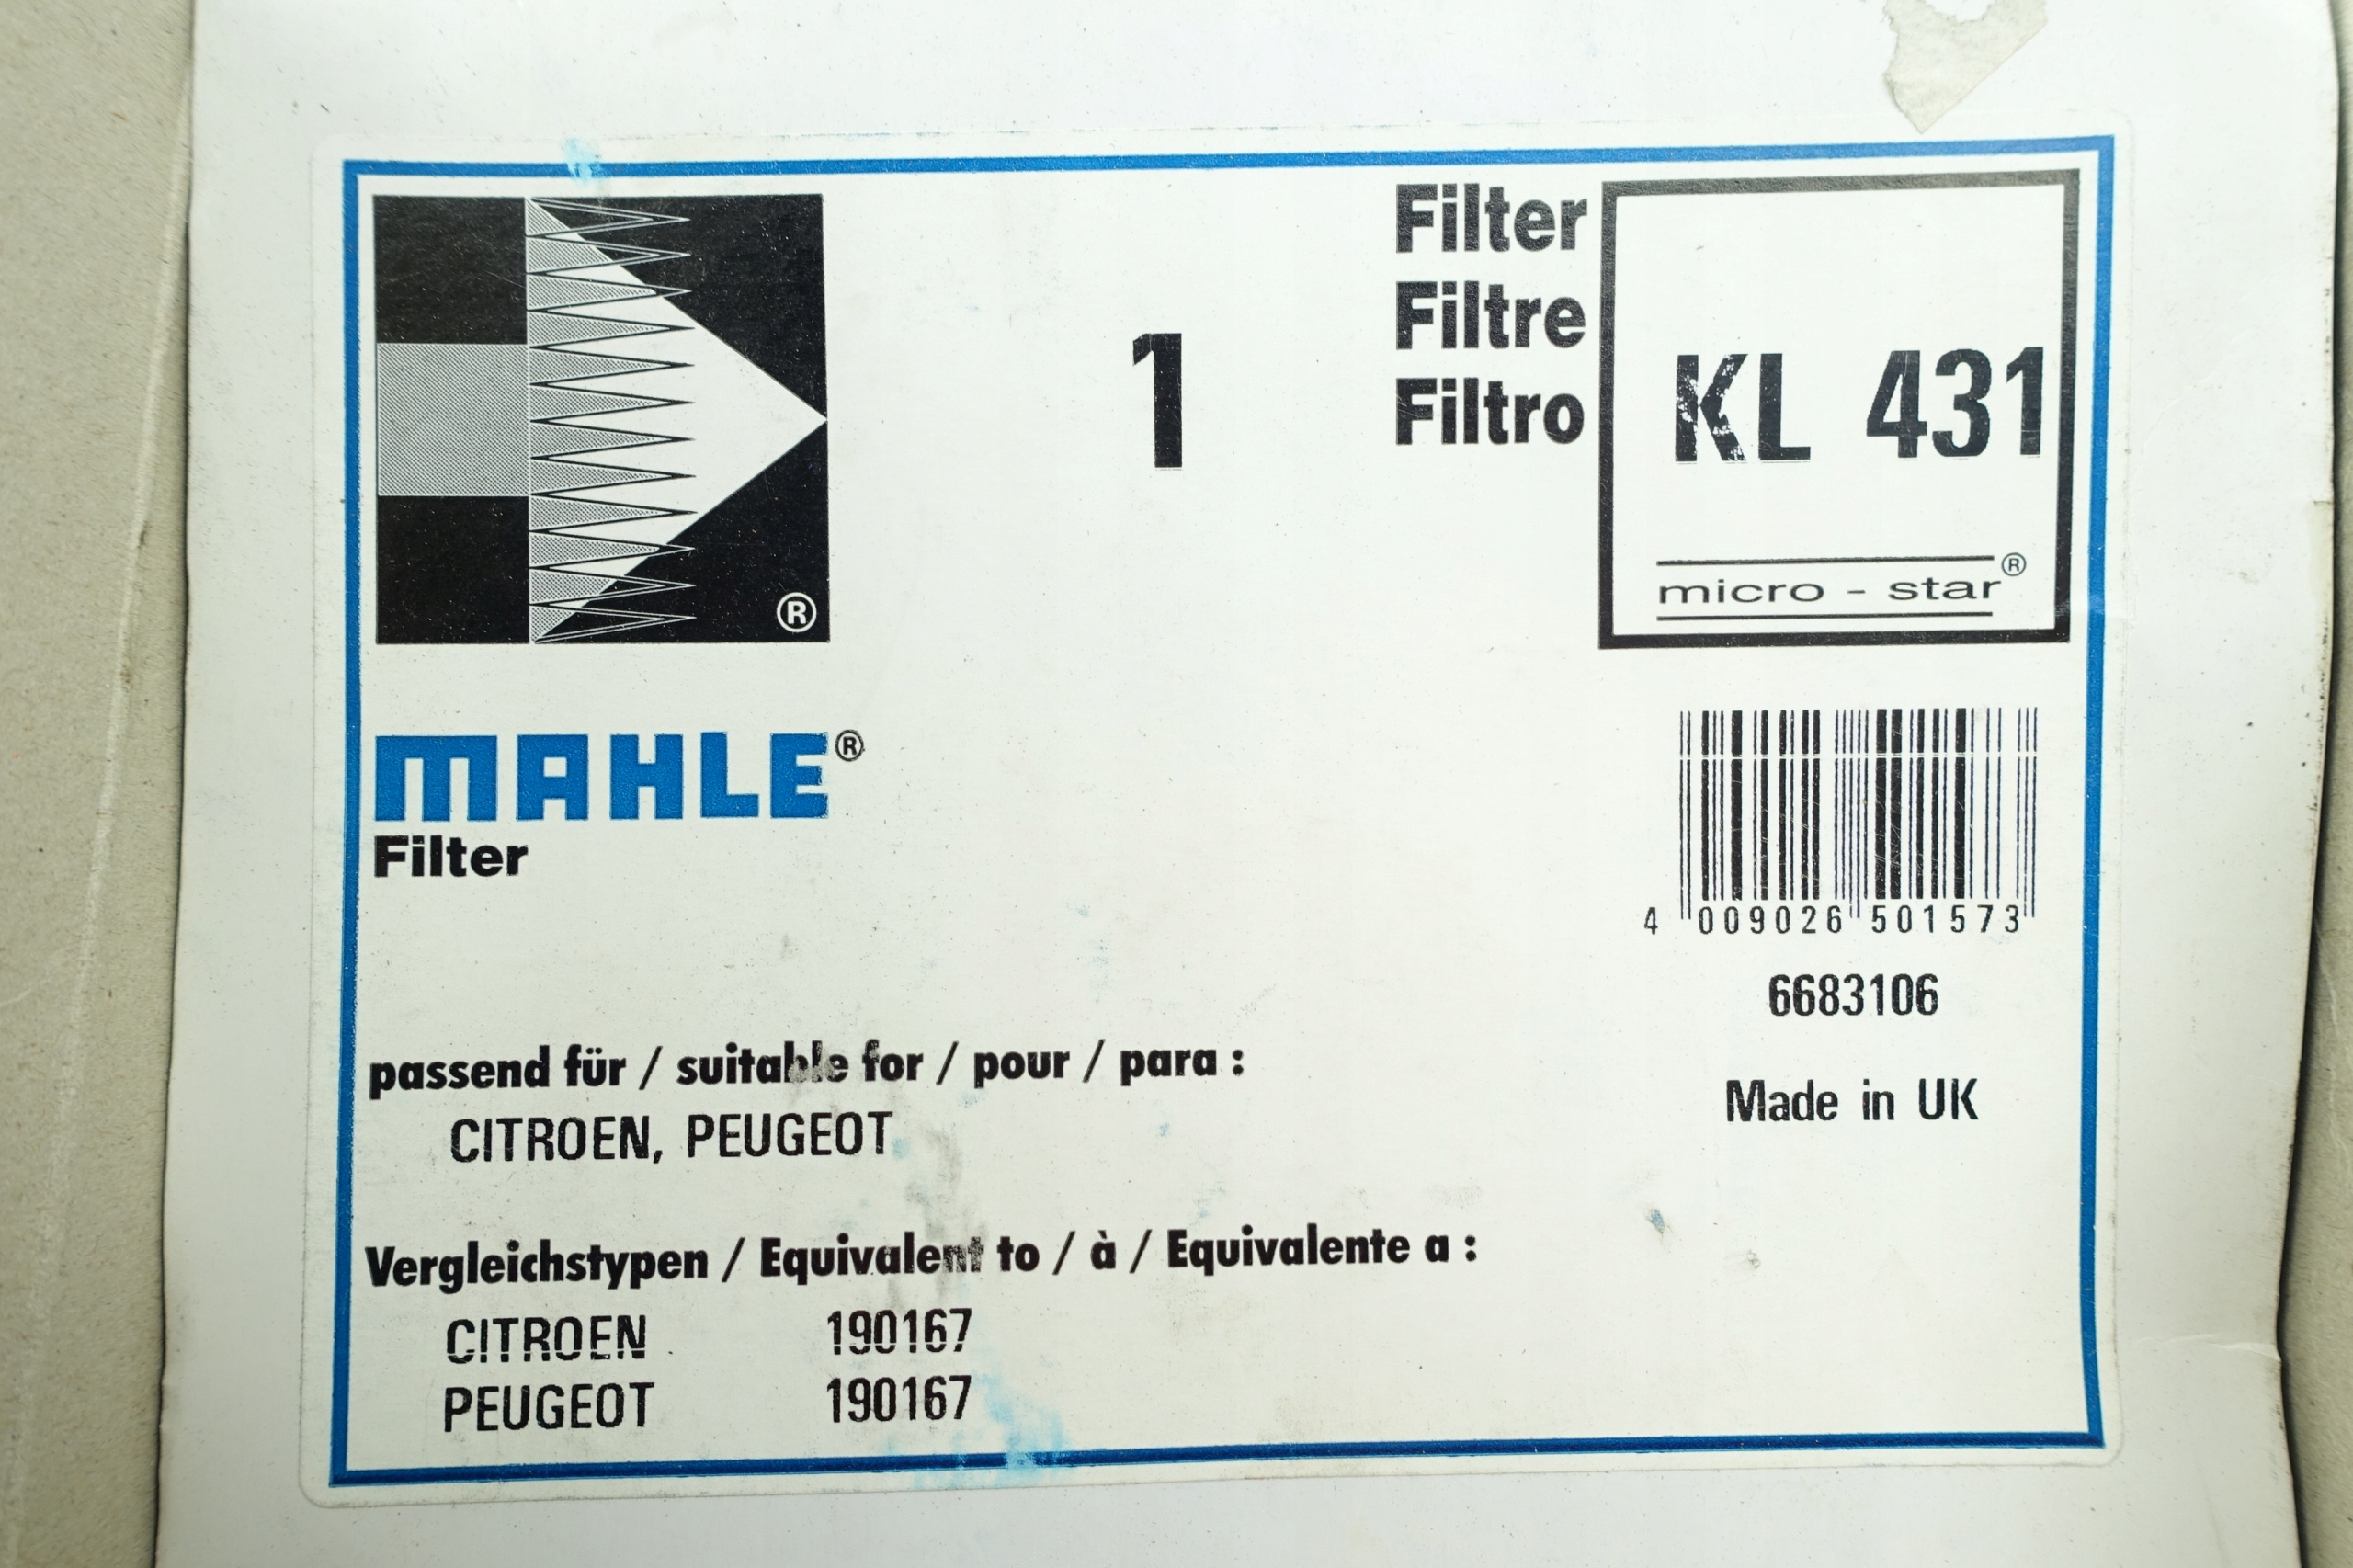 ®
1
Filter
Filtre
Filtro
KL 431
micro - star®
MAHLE®
Filter
4 009026 501573
6683106
Made in UK
passend für / suitable for / pour / para :
CITROEN, PEUGEOT
Vergleichstypen / Equivalent to / à / Equivalente a :
CITROEN 190167
PEUGEOT 190167